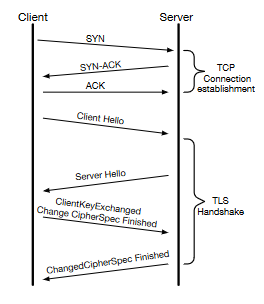 Client
Server
SYN
SYN-ACK
TCP
Connection
establishment
ACK
Client Hello
Server Hello
TLS
Handshake
ClientKeyExchanged
Change CipherSpec Finished
ChangedCipherSpec Finished